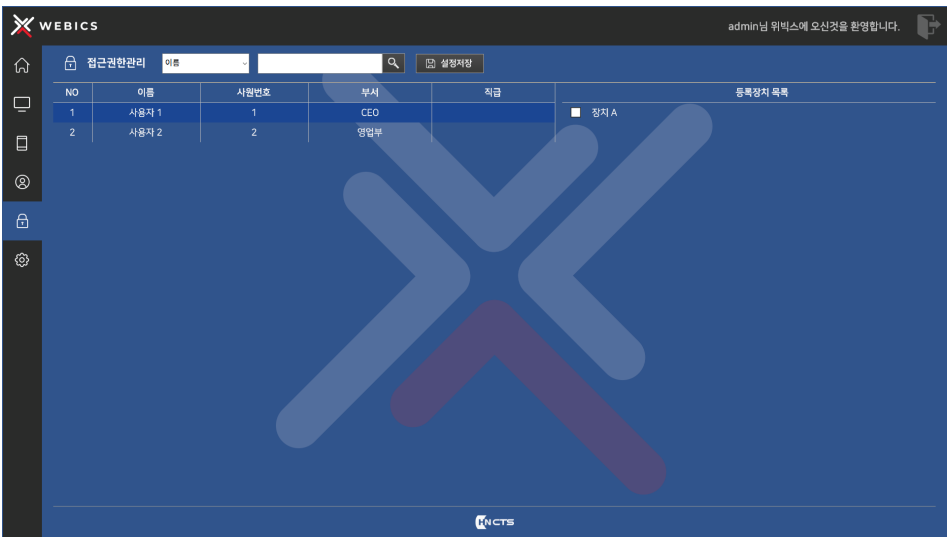 WEBICS
admin님 위빅스에 오신것을 환영합니다.
접근권한관리 이름 설정저장
NO 이름 사원번호 부서 직급 등록장치 목록
1 사용자 1 1 CEO 장치 A
2 사용자 2 2 영업부
KNCTS